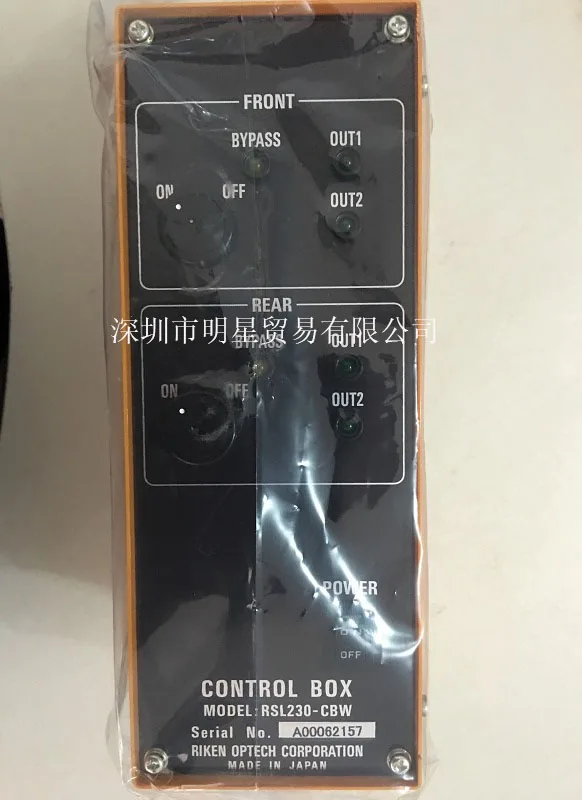 FRONT
BYPASS OUT1
ON OFF OUT2
REAR
深圳市明星贸易有限公司
BYPASS OUT1
ON OFF OUT2
POWER
ON
OFF
CONTROL BOX
MODEL: RSL230-CBW
Serial No. A00062157
RIKEN OPTECH CORPORATION
MADE IN JAPAN